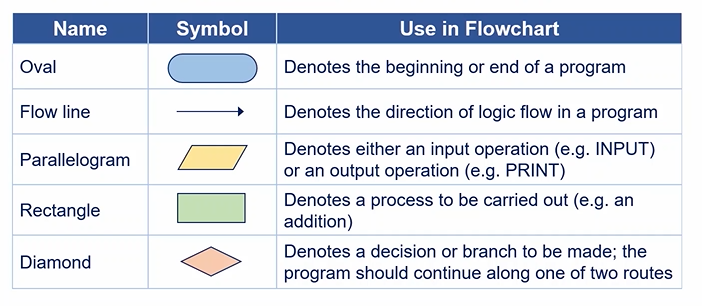 Name Symbol Use in Flowchart
Oval Denotes the beginning or end of a program
Flow line Denotes the direction of logic flow in a program
Parallelogram Denotes either an input operation (e.g. INPUT)
or an output operation (e.g. PRINT)
Rectangle Denotes a process to be carried out (e.g. an
addition)
Diamond Denotes a decision or branch to be made; the
program should continue along one of two routes